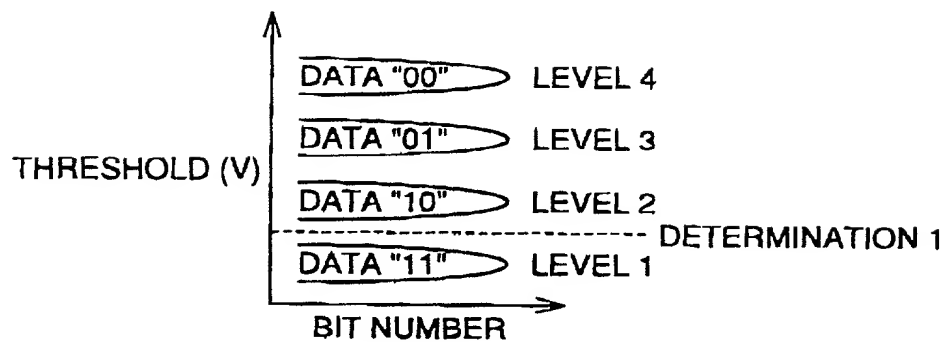 DATA "00" LEVEL 4
DATA "01" LEVEL 3
THRESHOLD (V)
DATA "10" LEVEL 2
DETERMINATION 1
DATA "11" LEVEL 1
BIT NUMBER